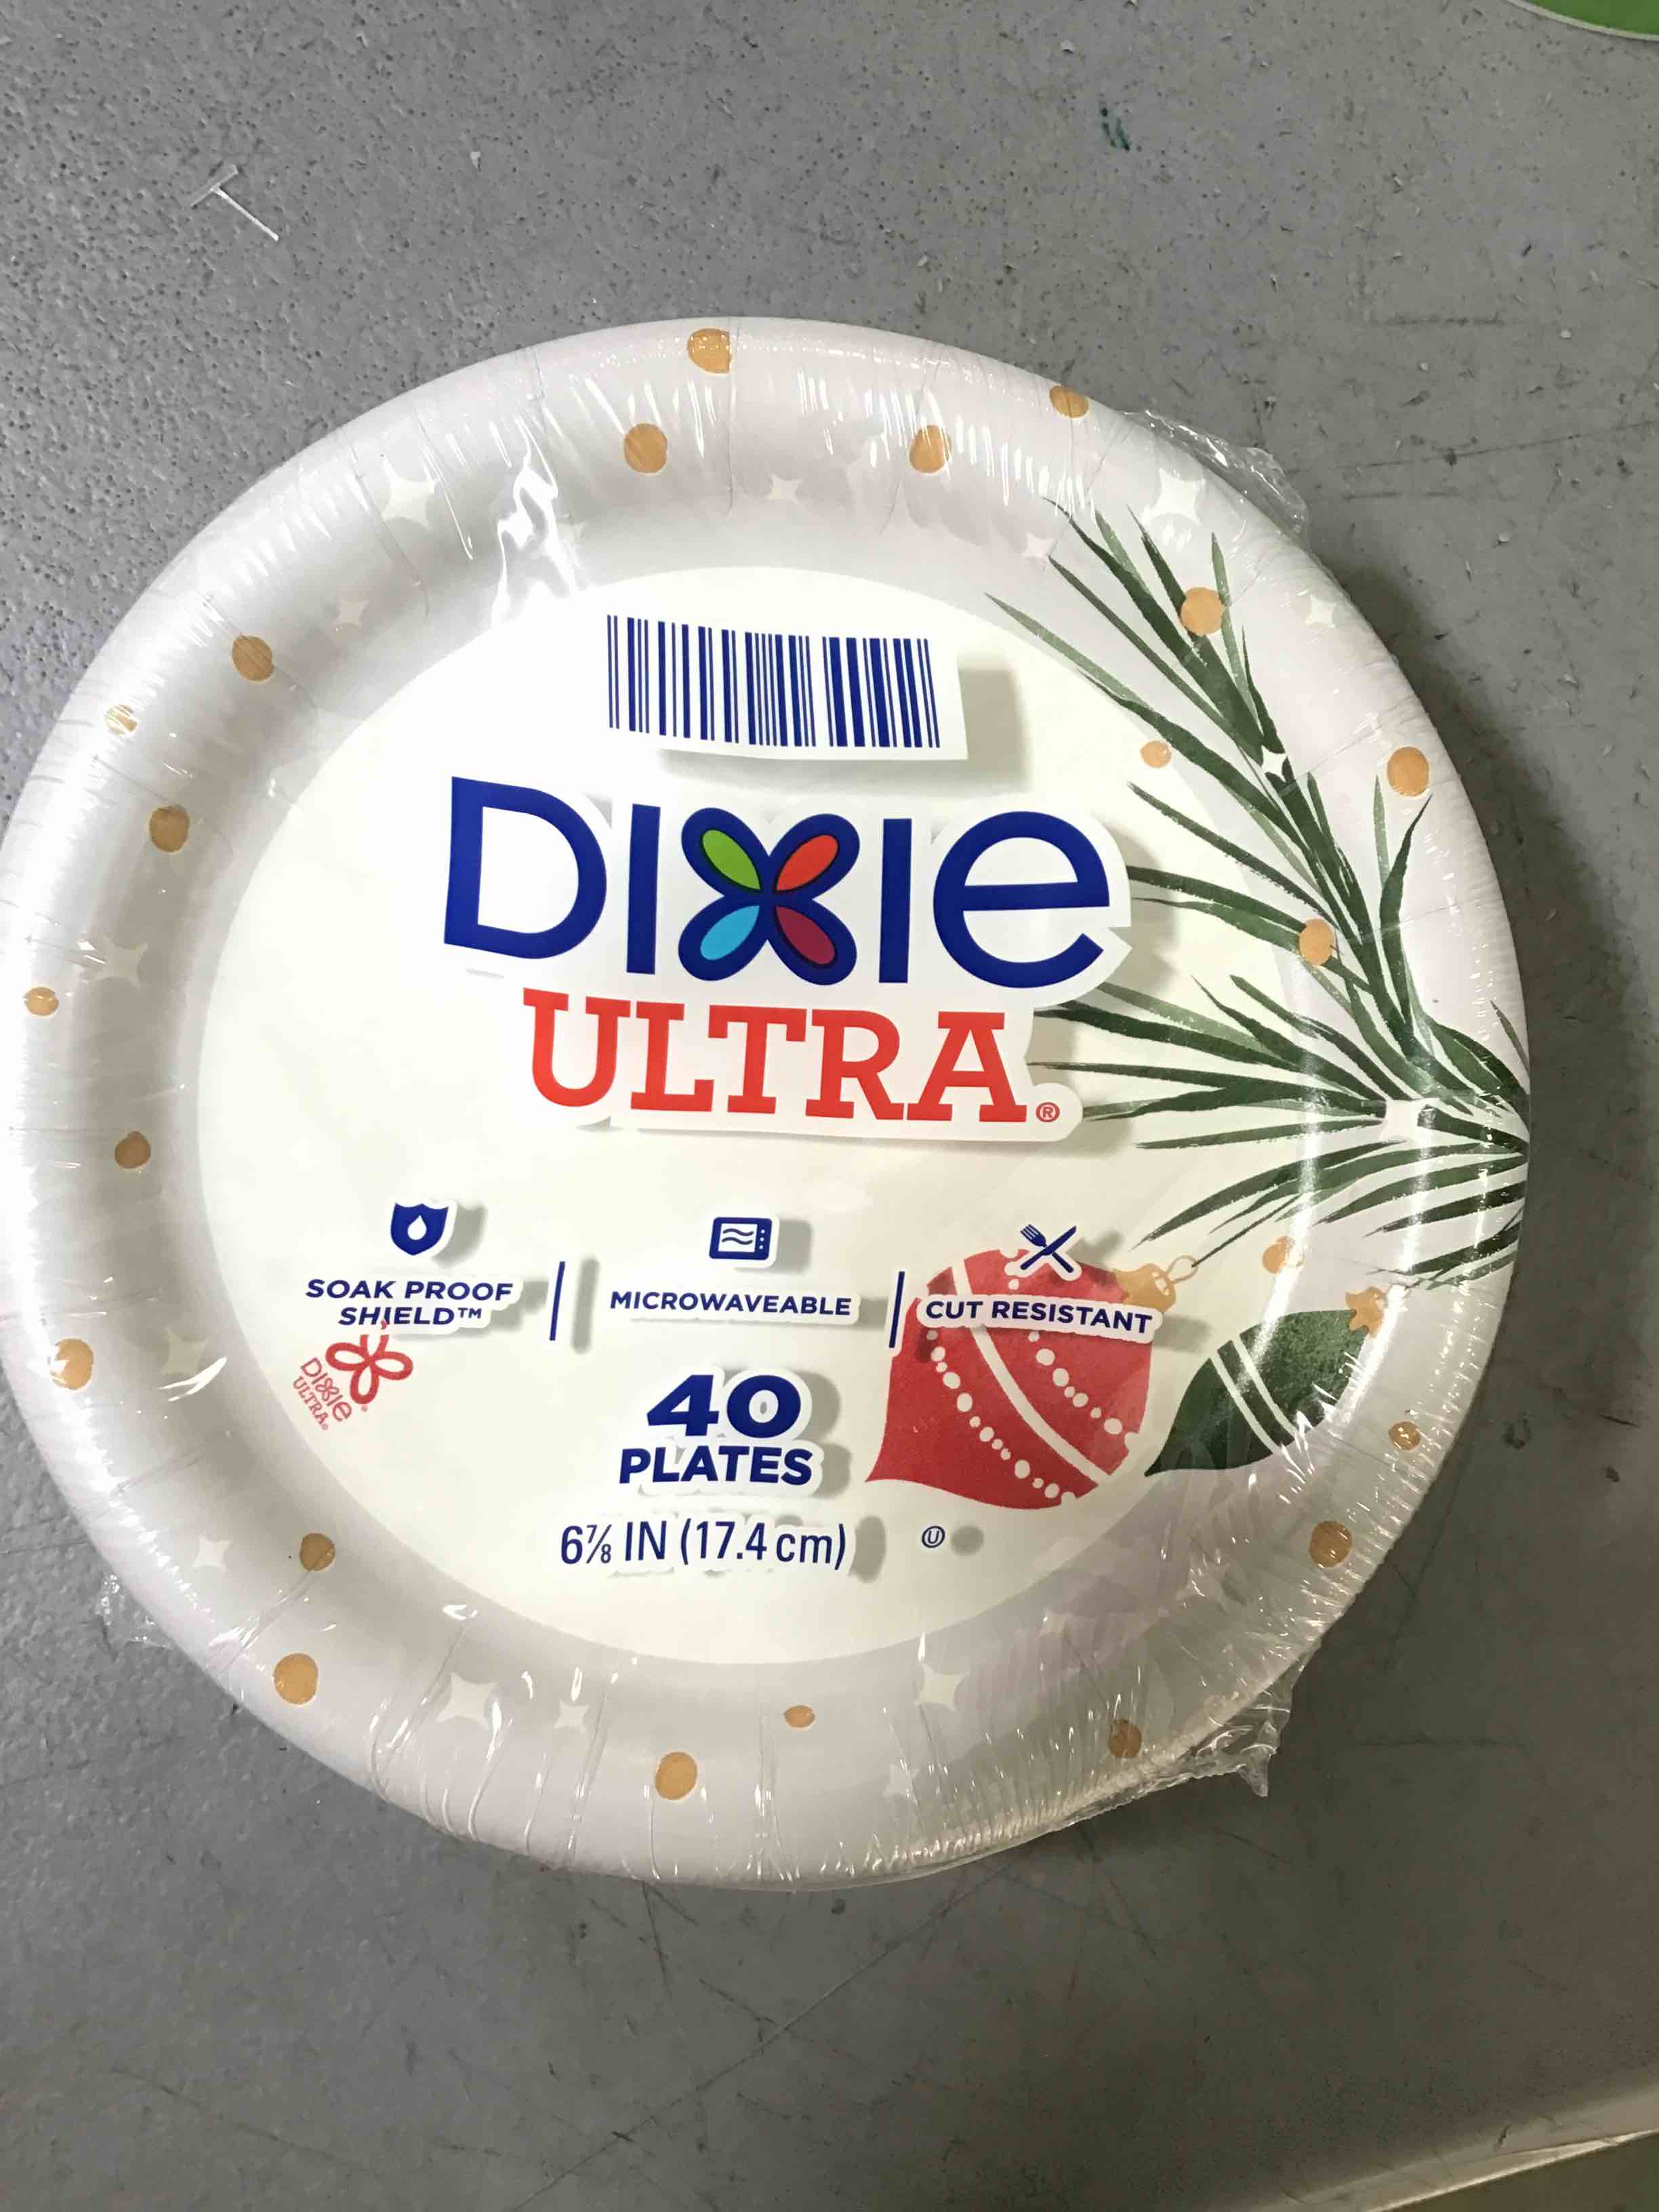 DIXIE
ULTRA®
SOAK PROOF
SHIELD™
MICROWAVEABLE
CUT RESISTANT
DIXIE
ULTRA®
40
PLATES
6⅞ IN (17.4 cm)
Ⓤ